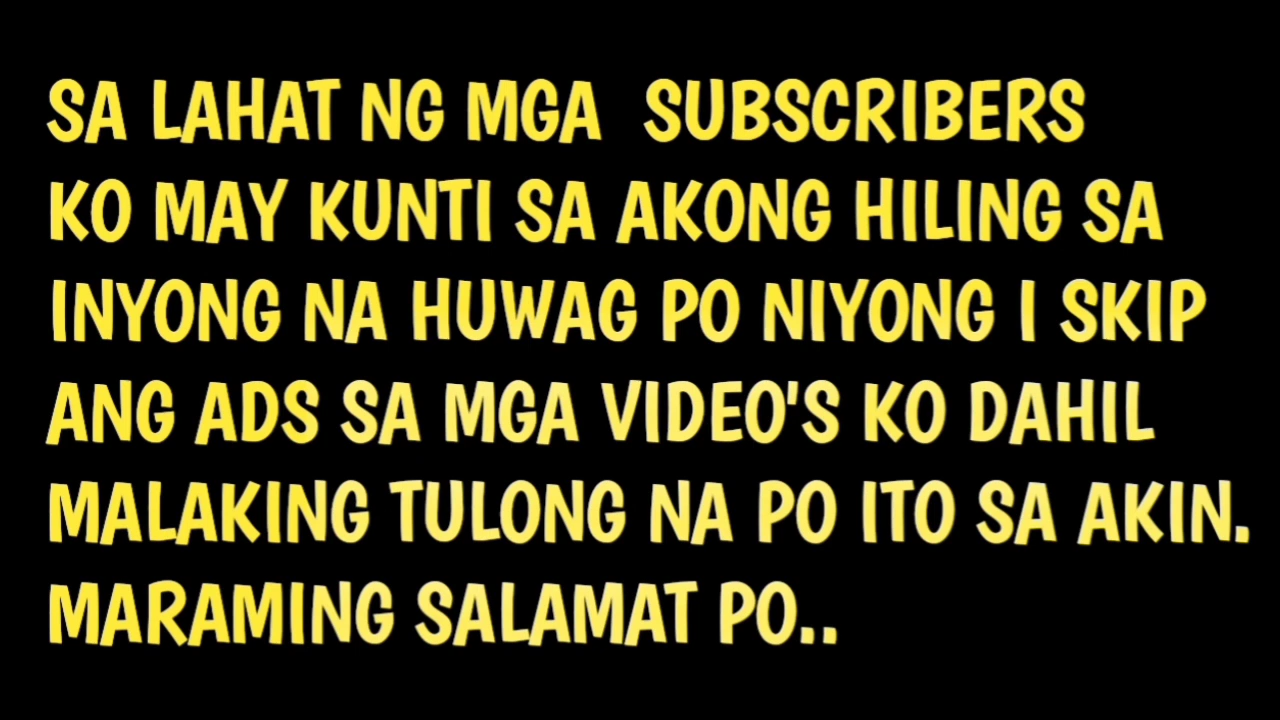 SA LAHAT NG MGA SUBSCRIBERS
KO MAY KUNTI SA AKONG HILING SA
INYONG NA HUWAG PO NIYONG I SKIP
ANG ADS SA MGA VIDEO'S KO DAHIL
MALAKING TULONG NA PO ITO SA AKIN.
MARAMING SALAMAT PO..